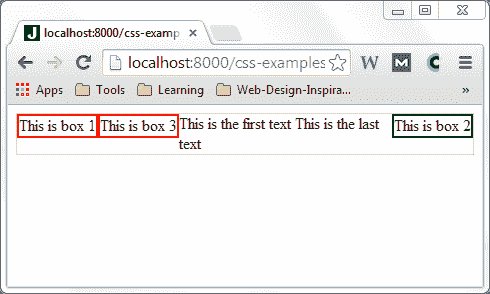 J localhost:8000/css-examp
localhost:8000/css-examples W M C
Apps Tools Learning Web-Design-Inspira... »
This is box 1 This is box 3 This is the first text This is the last This is box 2
text